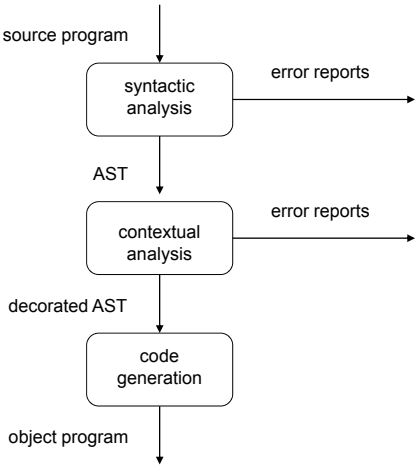 source program
syntactic
analysis
error reports
AST
contextual
analysis
error reports
decorated AST
code
generation
object program